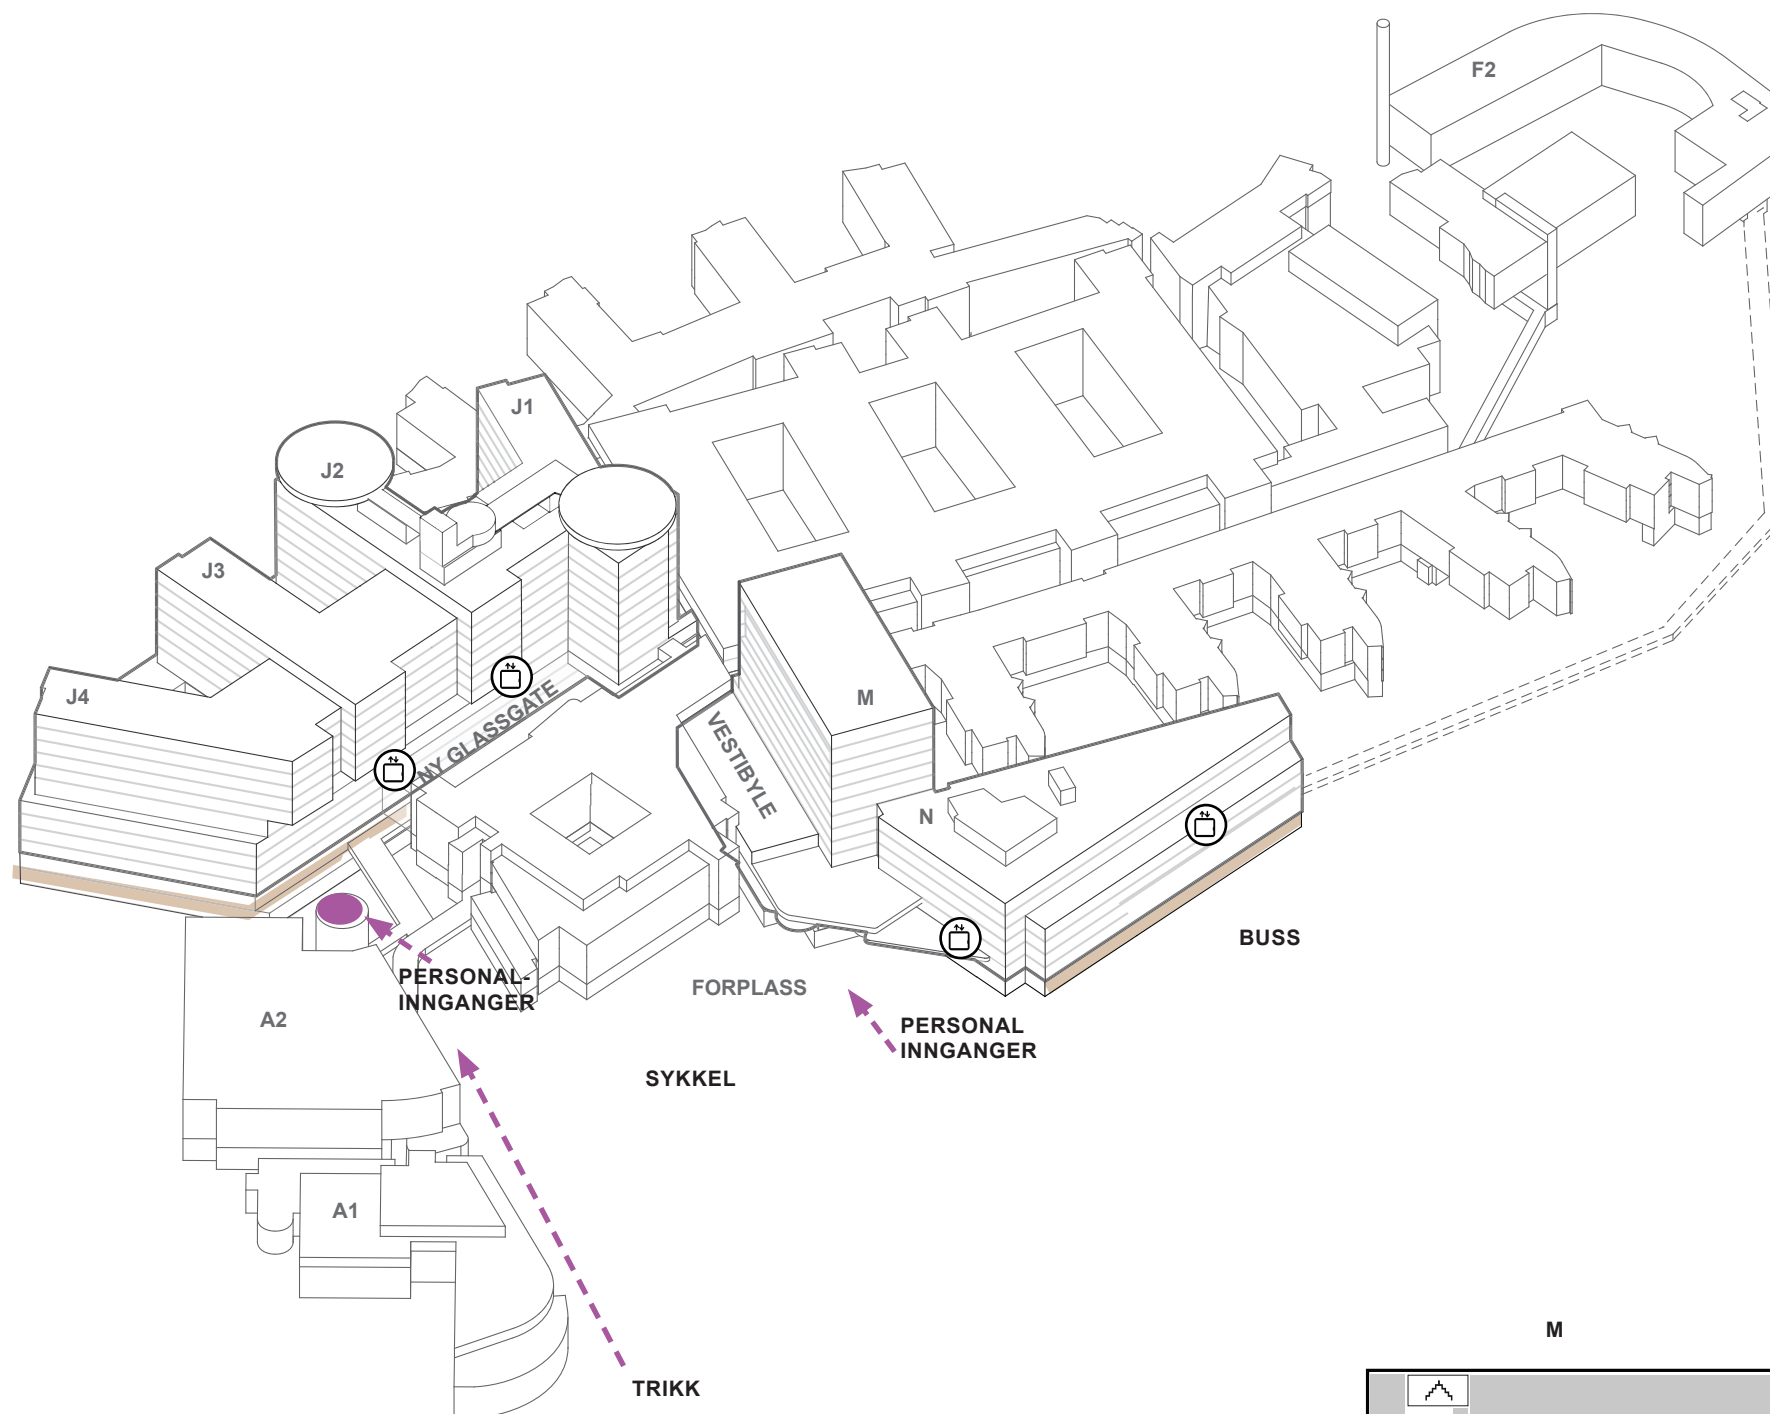 F2
J1
J2
J3
J4
NY GLASSGATE
M
VESTIBYLE
N
BUSS
PERSONAL-
INNGANGER
FORPLASS
A2
PERSONAL
INNGANGER
SYKKEL
A1
M
TRIKK